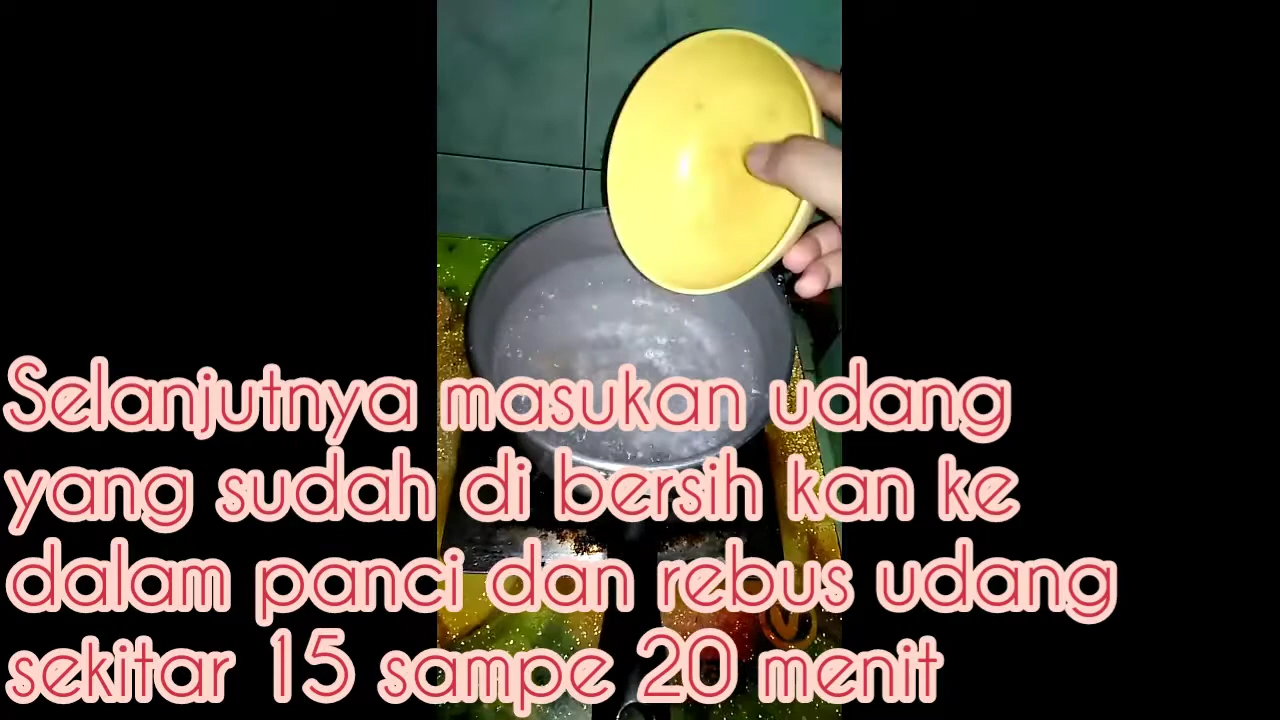 Selanjutnya masukan udang
yang sudah di bersih kan ke
dalam panci dan rebus udang
sekitar 15 sampe 20 menit